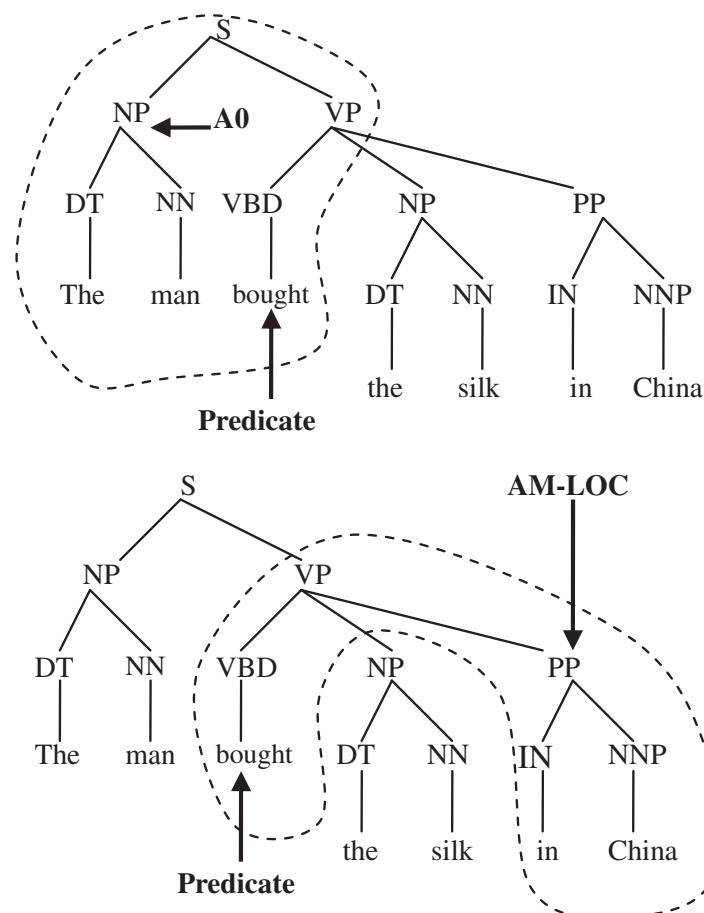 S
NP A0 VP
DT NN VBD NP PP
The man bought DT NN IN NNP
the silk in China
Predicate
S AM-LOC
NP VP
DT NN VBD NP PP
The man bought DT NN IN NNP
the silk in China
Predicate